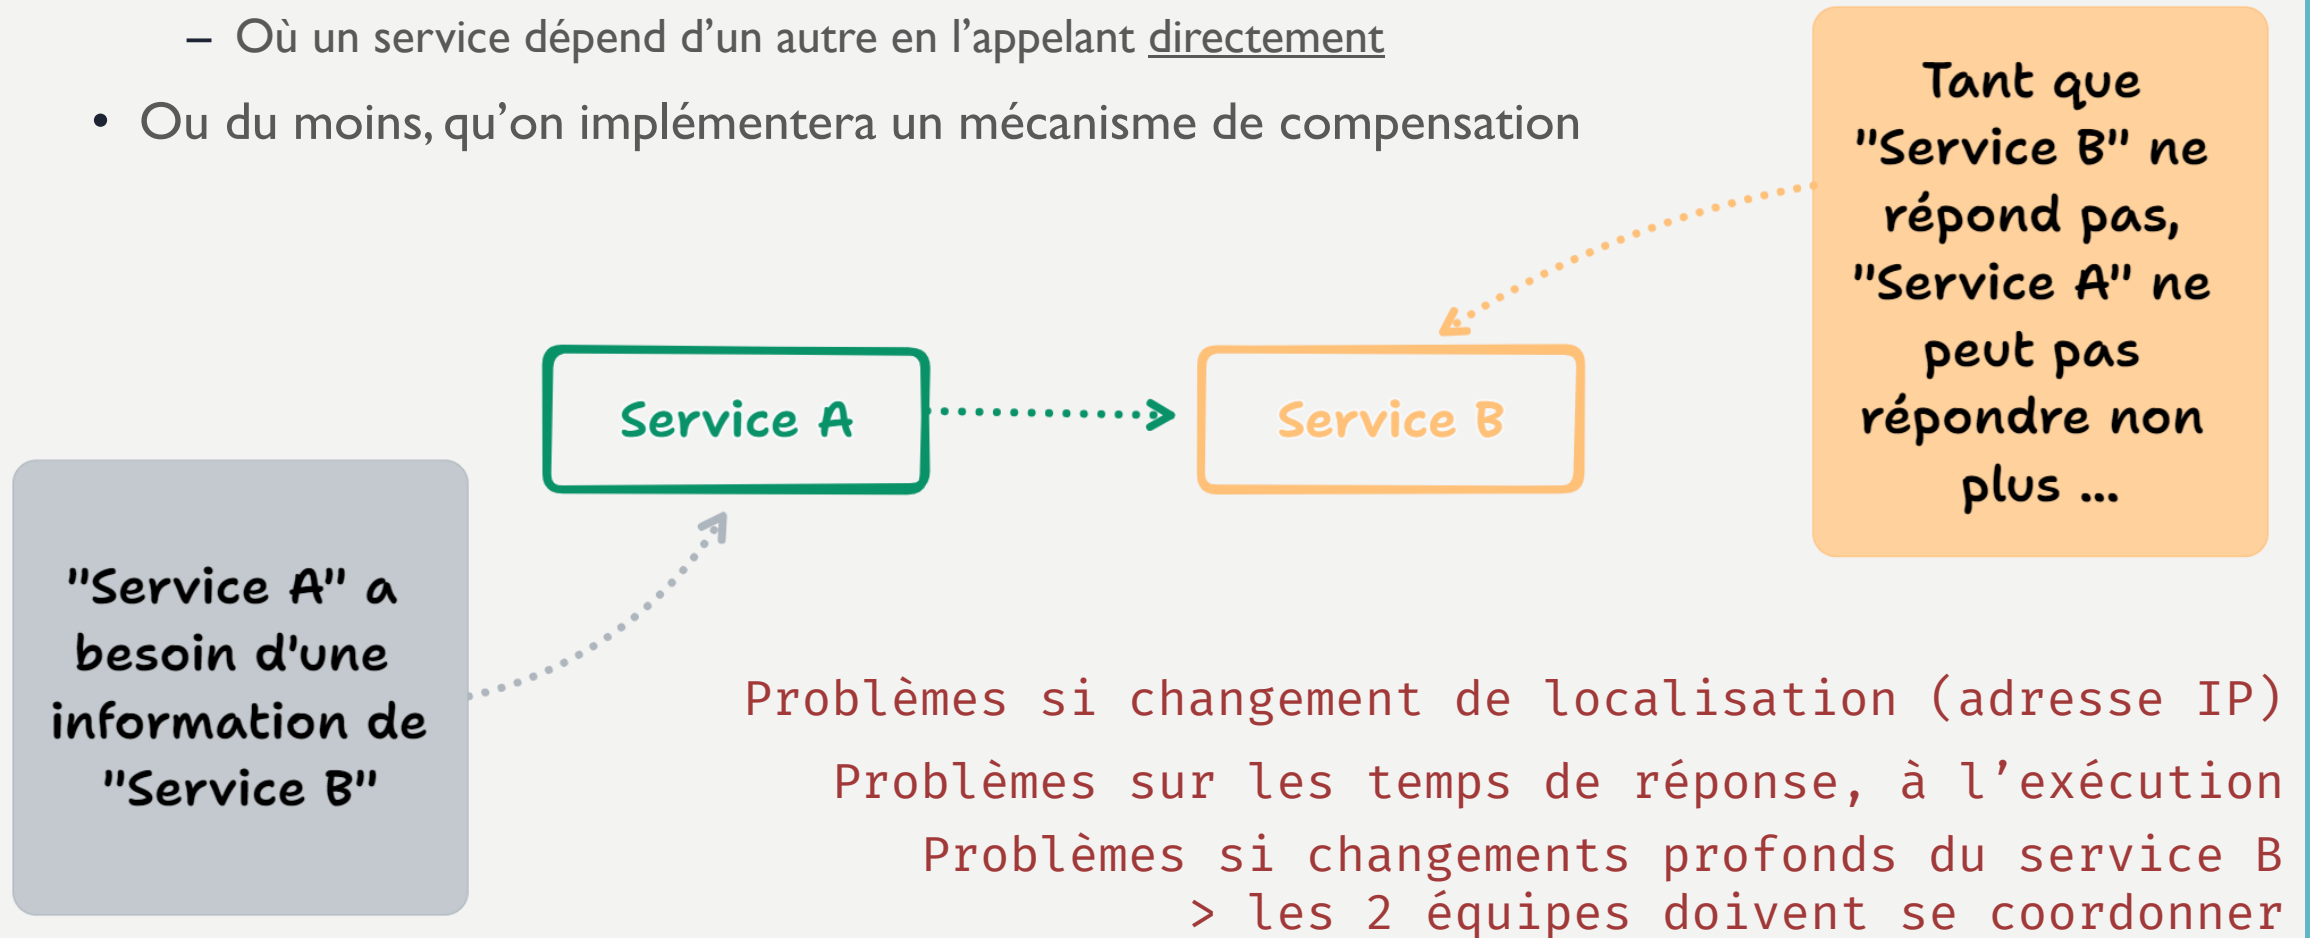 – Où un service dépend d’un autre en l’appelant directement
• Ou du moins, qu’on implémentera un mécanisme de compensation
Tant que
"Service B" ne
répond pas,
"Service A" ne
peut pas
répondre non
plus ...
Service A
Service B
"Service A" a
besoin d'une
information de
"Service B"
Problèmes si changement de localisation (adresse IP)
Problèmes sur les temps de réponse, à l’exécution
Problèmes si changements profonds du service B
> les 2 équipes doivent se coordonner